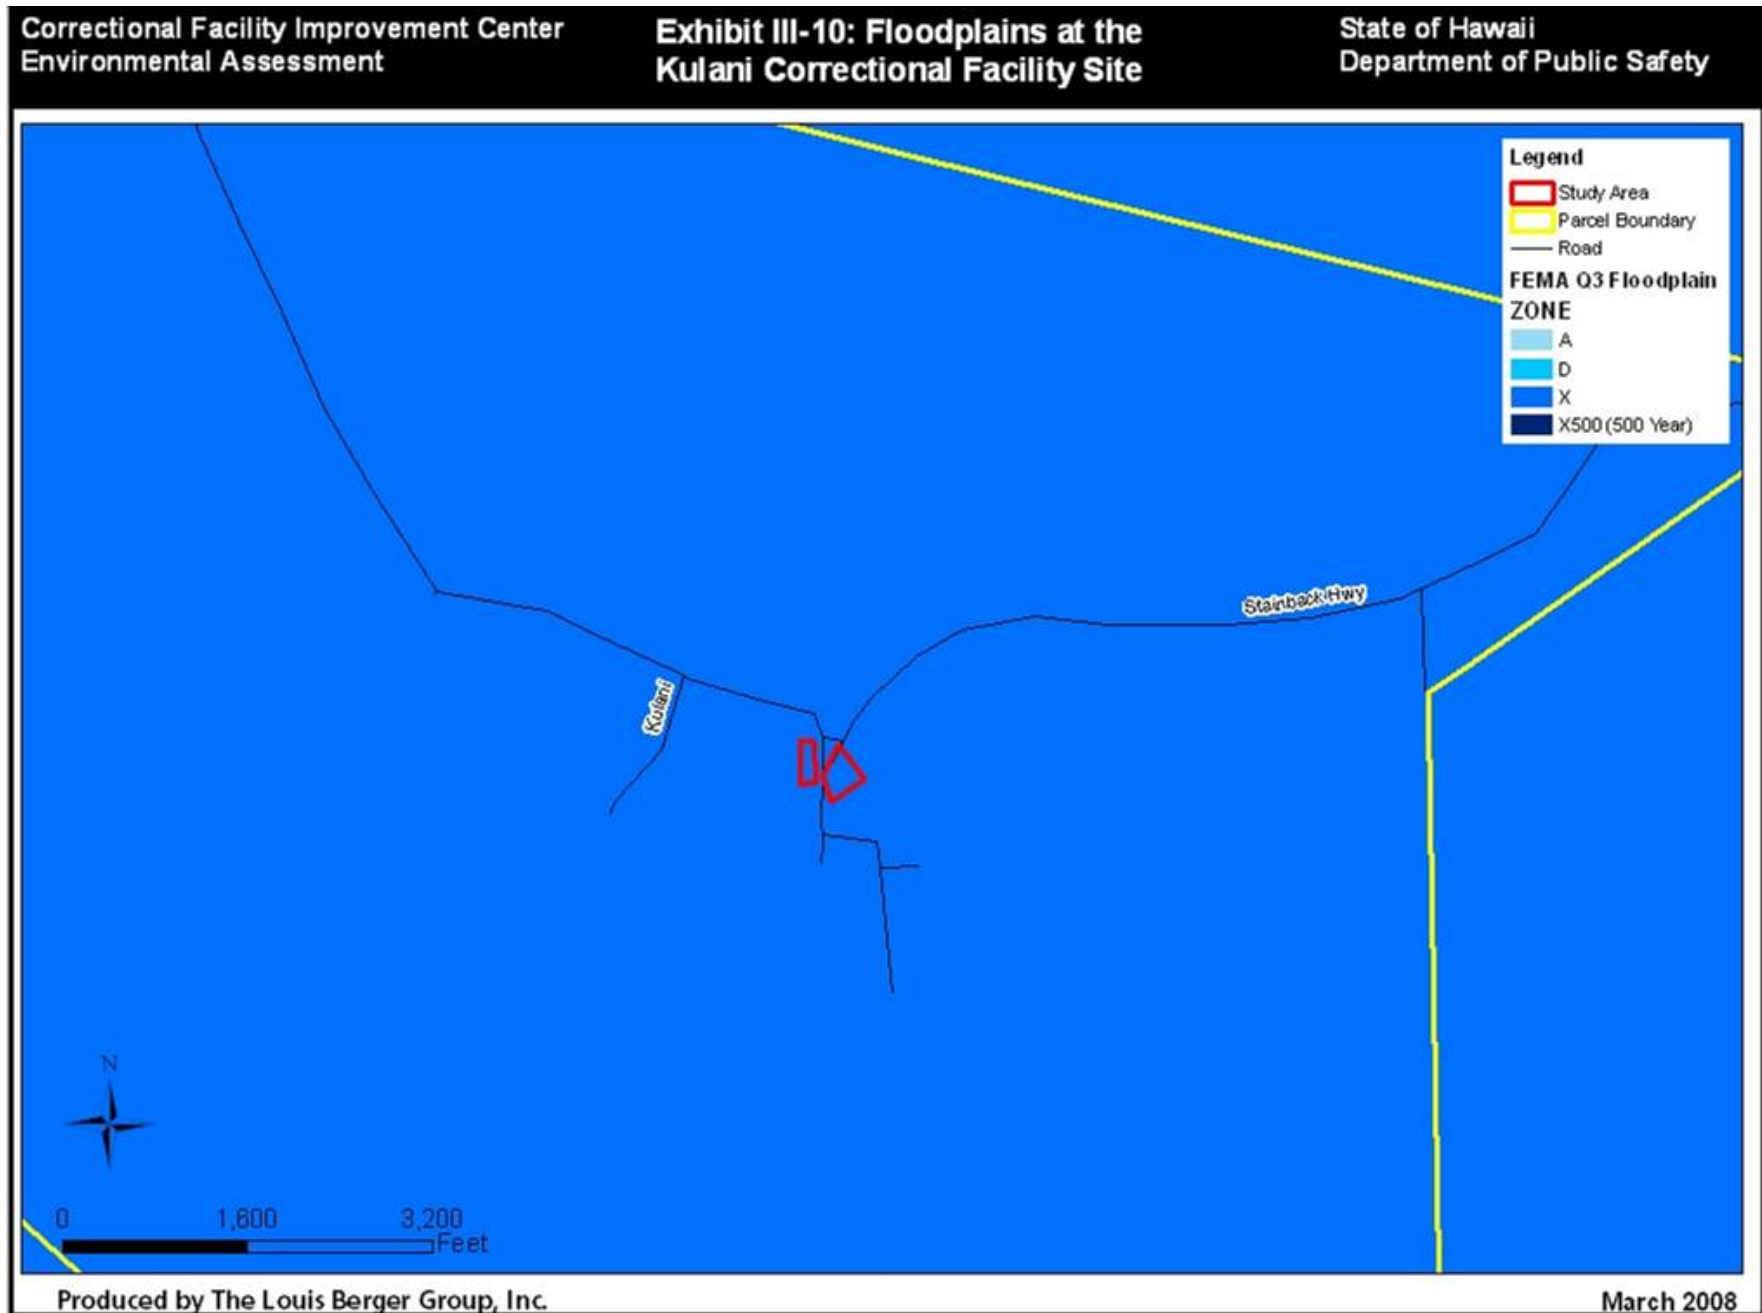 Correctional Facility Improvement Center
Environmental Assessment
Exhibit III-10: Floodplains at the
Kulani Correctional Facility Site
State of Hawaii
Department of Public Safety
Legend
Study Area
Parcel Boundary
Road
FEMA Q3 Floodplain
ZONE
A
D
X
X500 (500 Year)
Stainback Hwy
Kulani
N
0 1,600 3,200
Feet
Produced by The Louis Berger Group, Inc.
March 2008